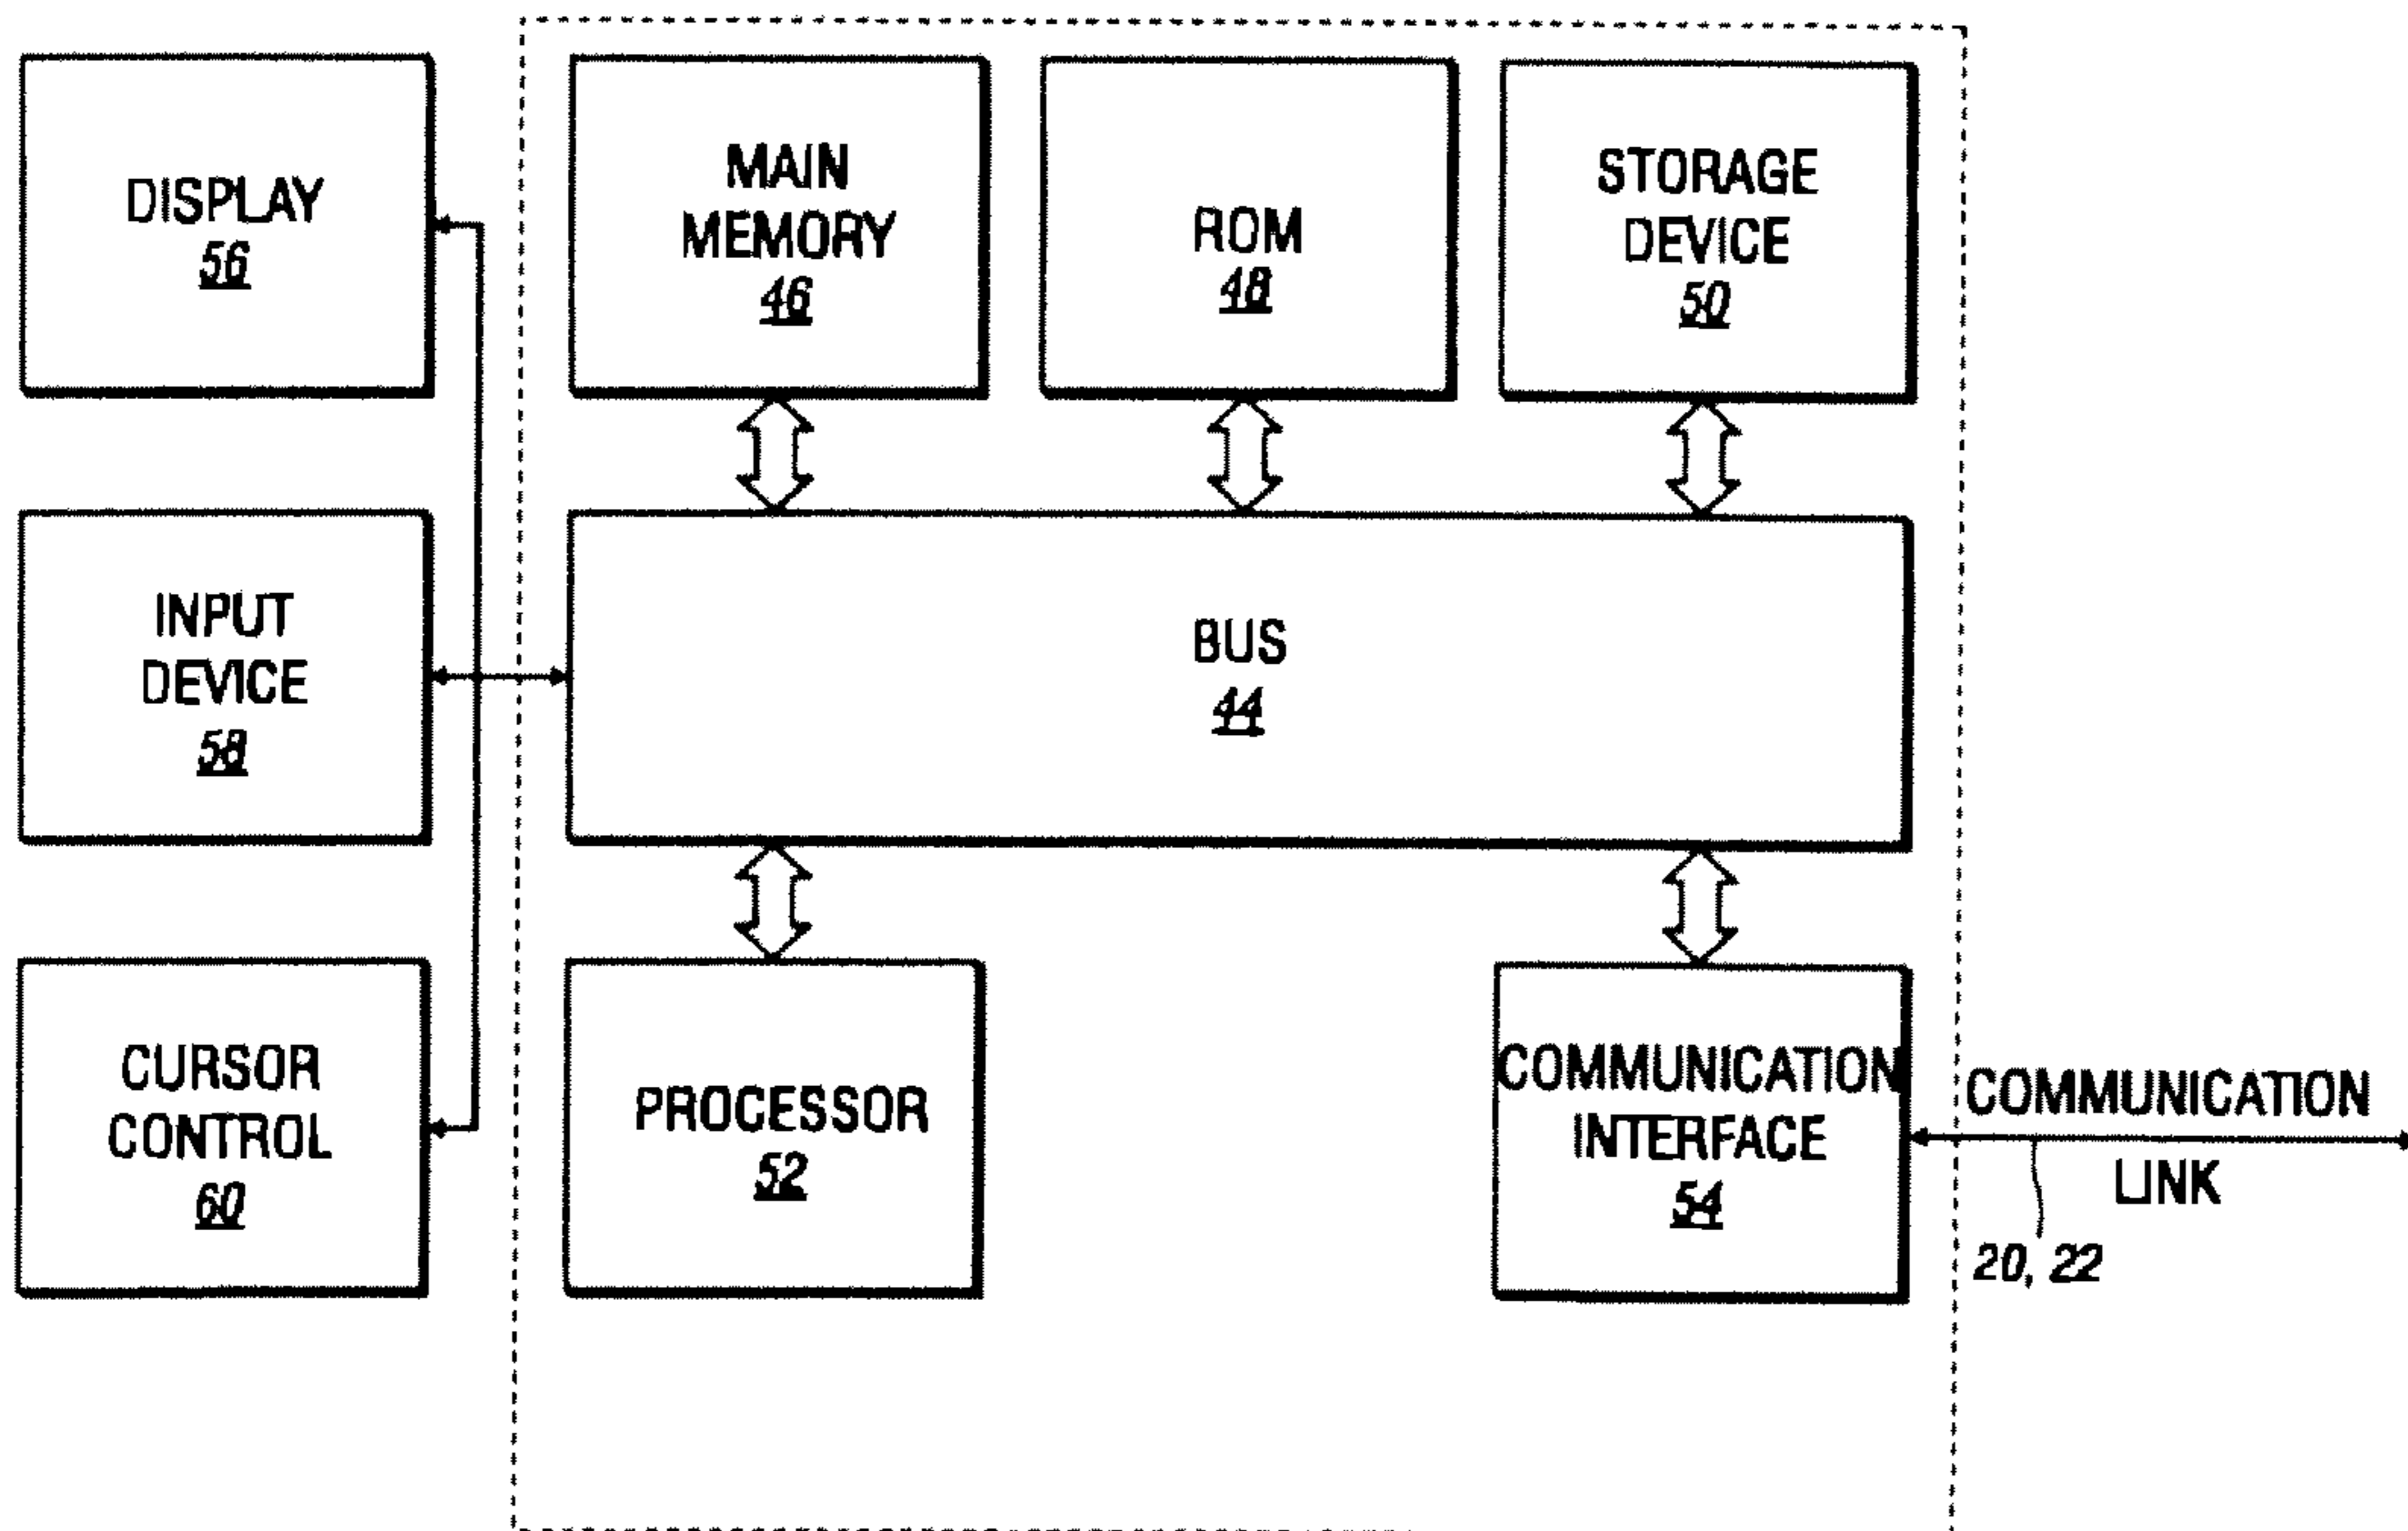 DISPLAY
56
MAIN
MEMORY
46
ROM
48
STORAGE
DEVICE
50
INPUT
DEVICE
58
BUS
44
CURSOR
CONTROL
60
PROCESSOR
52
COMMUNICATION
INTERFACE
54
COMMUNICATION
LINK
20, 22